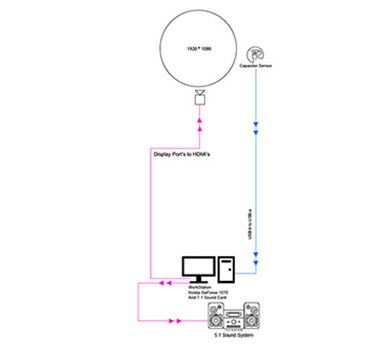 1920 * 1080
Capacitor Sensor
Display Port's to HDMI's
USB-b to USB-a
WorkStation
Nvidia GeForce 1070
And 7.1 Sound Card
5.1 Sound System